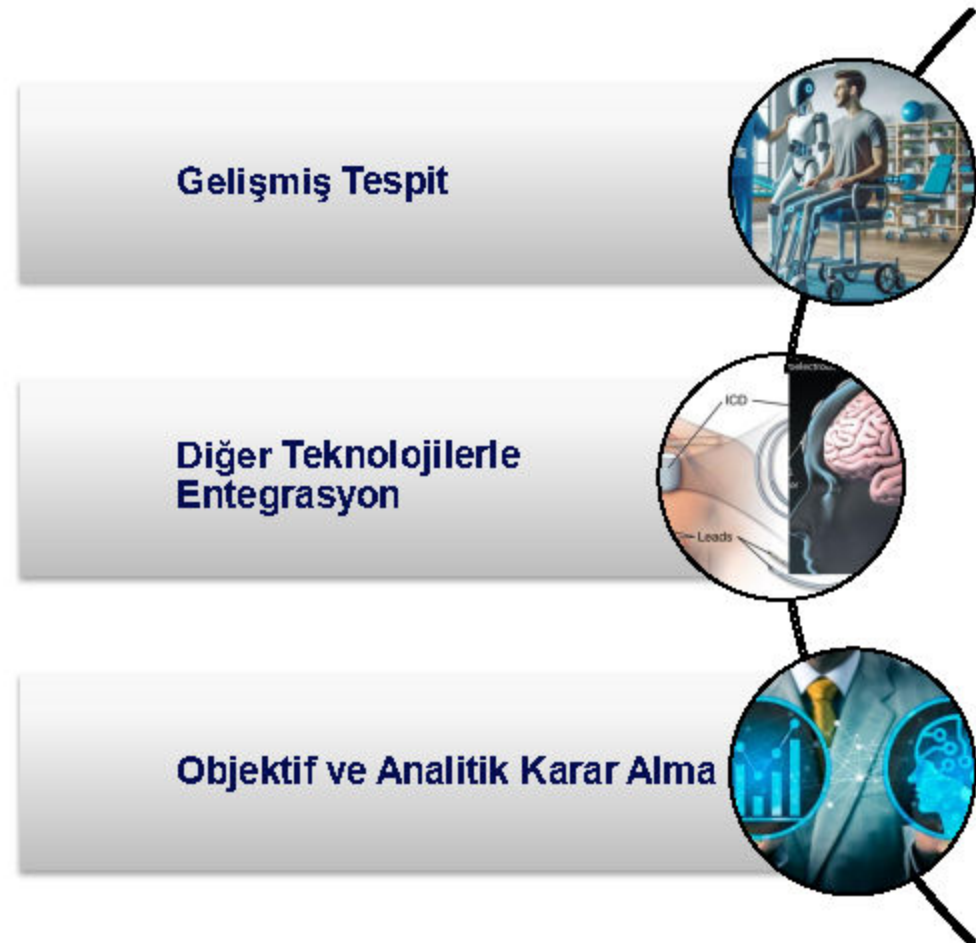 Gelişmiş Tespit
ICD
Diğer Teknolojilerle
Entegrasyon
Leads
Objektif ve Analitik Karar Alma